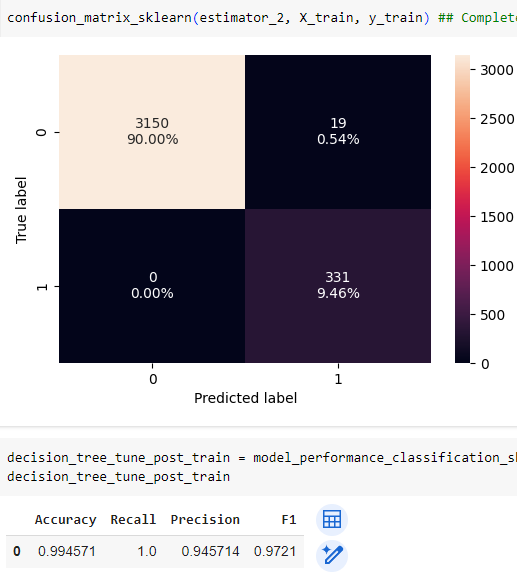 confusion_matrix_sklearn(estimator_2, X_train, y_train) ## Complete
3150
90.00%
19
0.54%
0
0.00%
331
9.46%
0
1
True label
0
1
Predicted label
3000
2500
2000
1500
1000
500
0
decision_tree_tune_post_train = model_performance_classification_sk
decision_tree_tune_post_train
Accuracy Recall Precision F1
0 0.994571 1.0 0.945714 0.9721